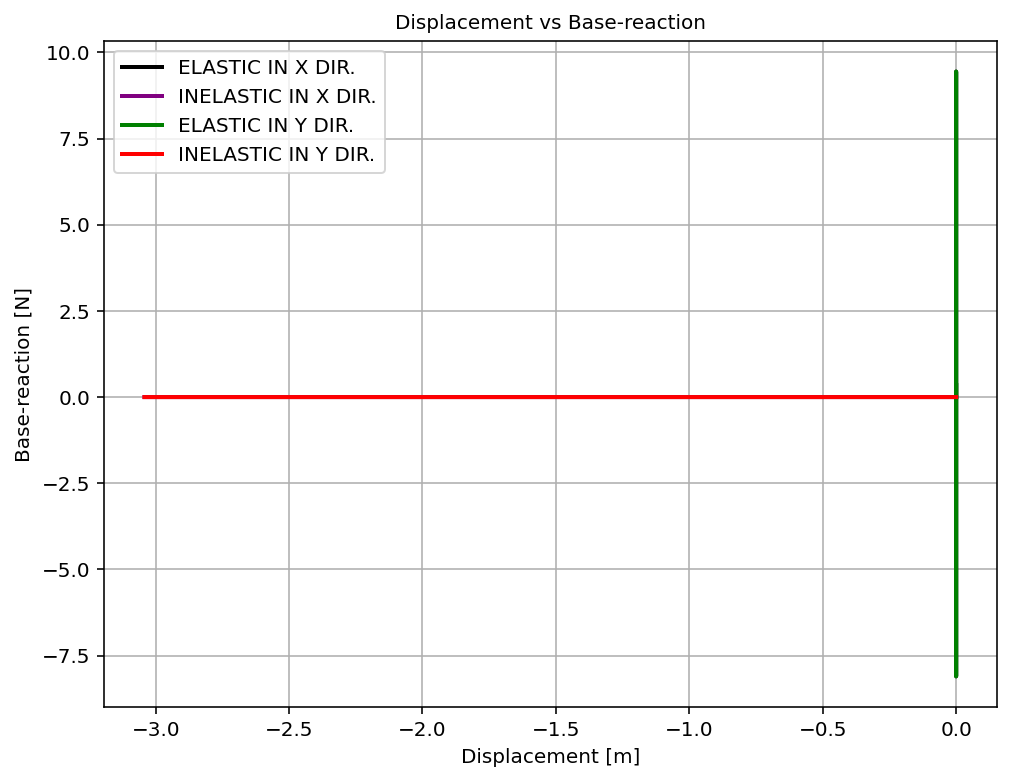 Displacement vs Base-reaction
ELASTIC IN X DIR.
INELASTIC IN X DIR.
ELASTIC IN Y DIR.
INELASTIC IN Y DIR.
Base-reaction [N]
10.0
7.5
5.0
2.5
0.0
−2.5
−5.0
−7.5
−3.0 −2.5 −2.0 −1.5 −1.0 −0.5 0.0
Displacement [m]